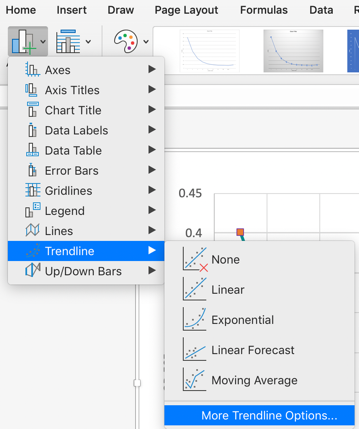 Home Insert Draw Page Layout Formulas Data
Axes
Axis Titles
Chart Title
Data Labels
Data Table
Error Bars
Gridlines
Legend
Lines
Trendline
Up/Down Bars
0.45
0.4
None
Linear
Exponential
Linear Forecast
Moving Average
More Trendline Options...